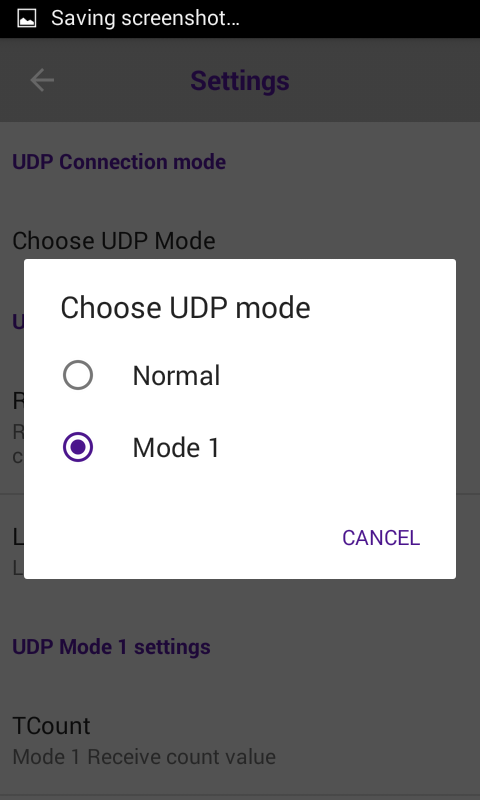 Saving screenshot...
Settings
UDP Connection mode
Choose UDP Mode
Choose UDP mode
Normal
Mode 1
CANCEL
UDP Mode 1 settings
TCount
Mode 1 Receive count value